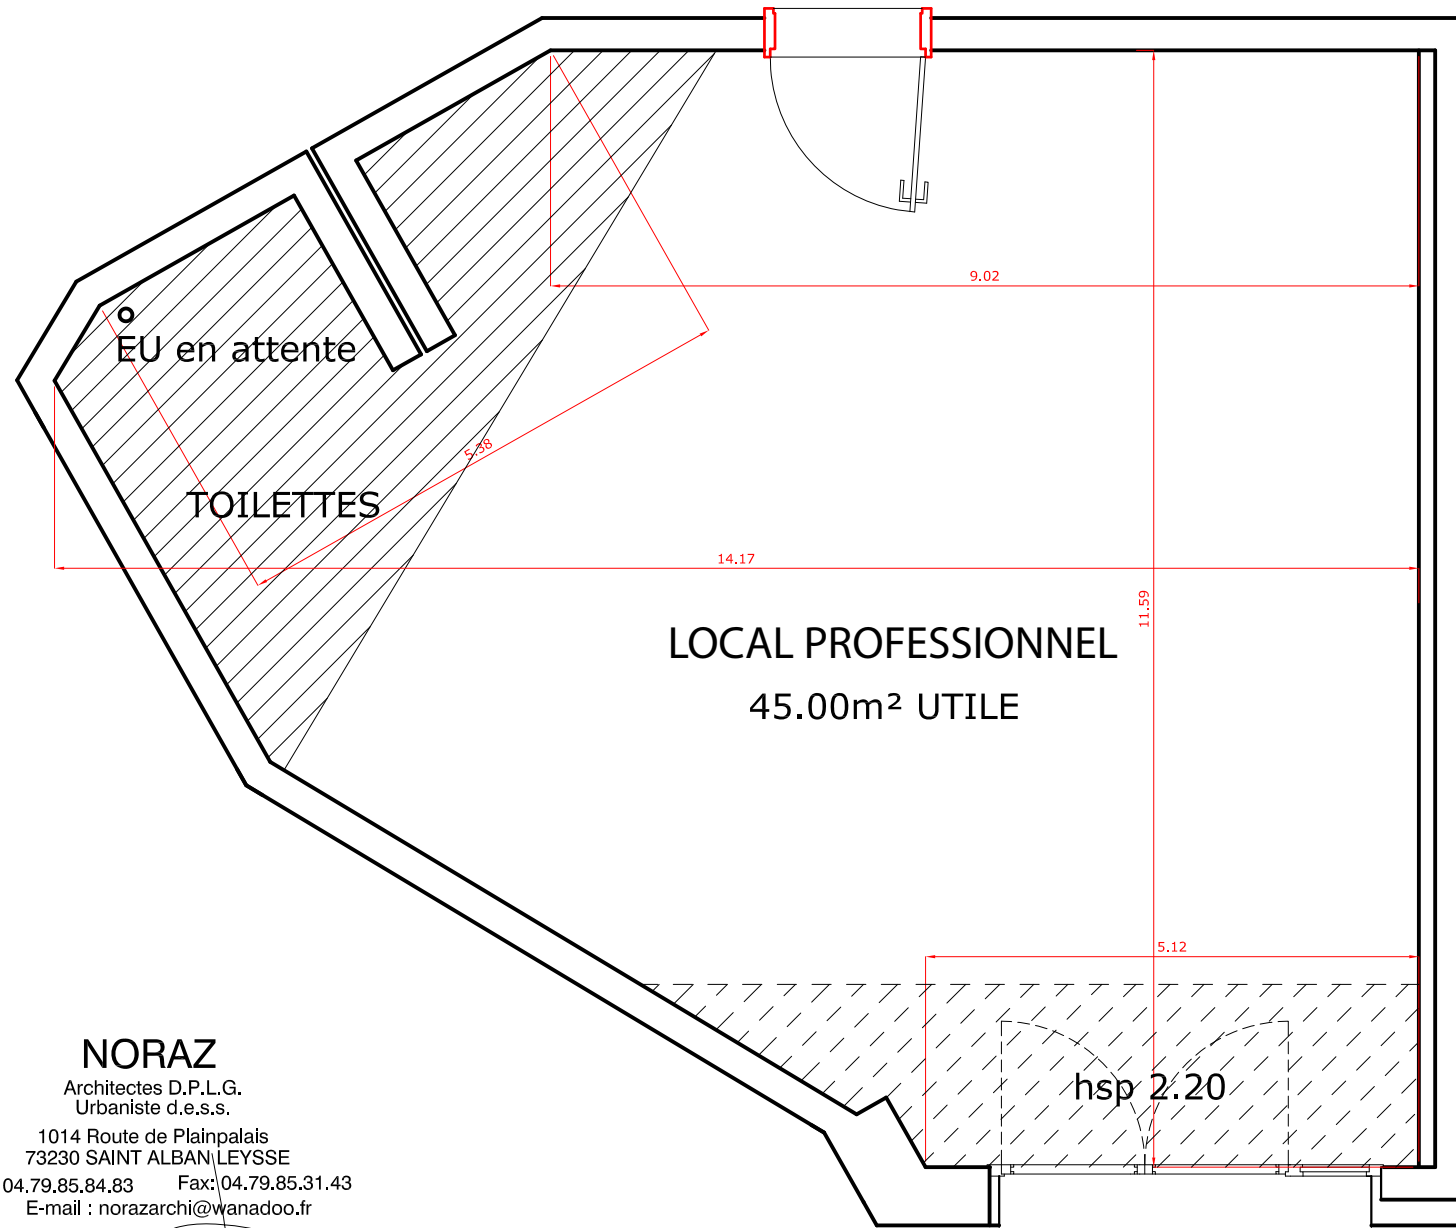 9.02
EU en attente
5.38
TOILETTES
14.17
11.59
LOCAL PROFESSIONNEL
45.00m² UTILE
5.12
hsp 2.20
NORAZ
Architectes D.P.L.G.
Urbaniste d.e.s.s.
1014 Route de Plainpalais
73230 SAINT ALBAN LEYSSE
04.79.85.84.83 Fax: 04.79.85.31.43
E-mail : norazarchi@wanadoo.fr